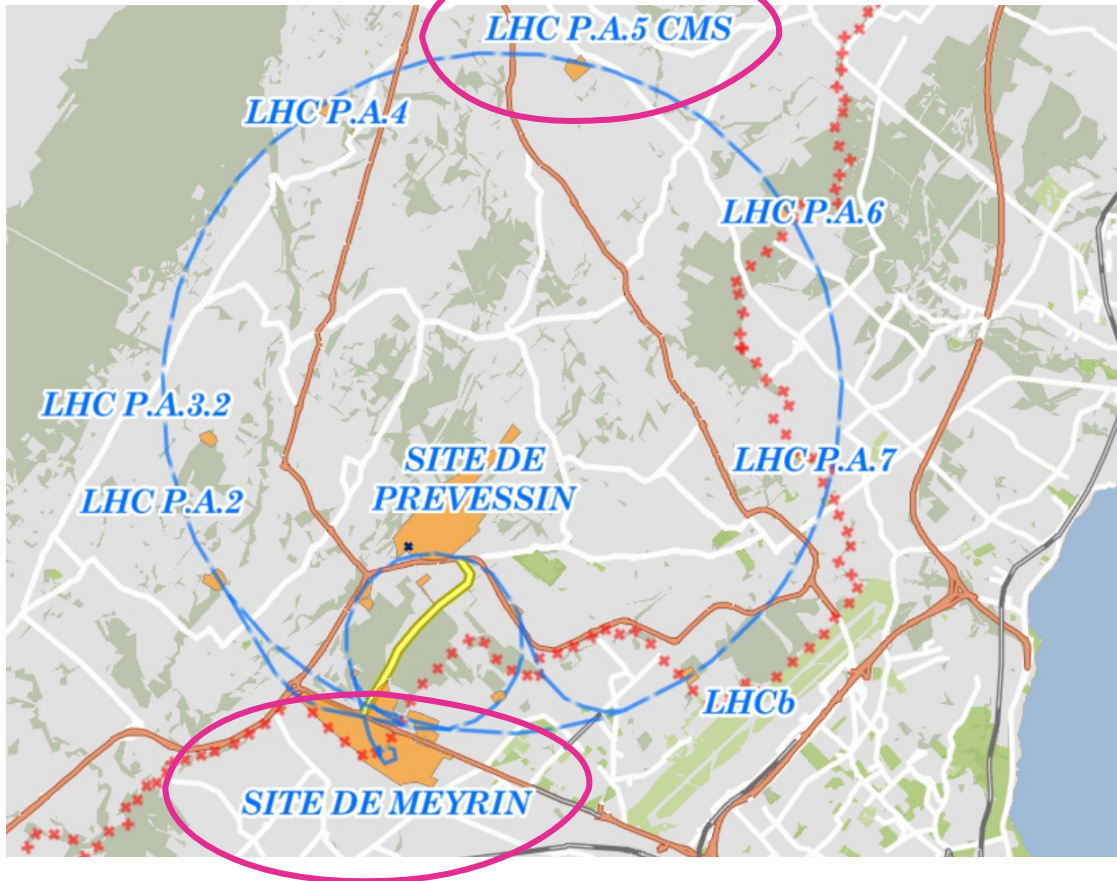 LHC P.A.5 CMS
LHC P.A.4
LHC P.A.6
LHC P.A.3.2
SITE DE
PREVESSIN
LHC P.A.7
LHC P.A.2
LHCb
SITE DE MEYRIN